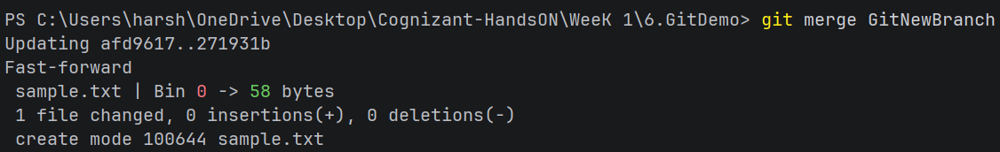 PS C:\Users\harsh\OneDrive\Desktop\Cognizant-HandsON\WeeK 1\6.GitDemo> git merge GitNewBranch
Updating afd9617..271931b
Fast-forward
 sample.txt | Bin 0 -> 58 bytes
 1 file changed, 0 insertions(+), 0 deletions(-)
 create mode 100644 sample.txt